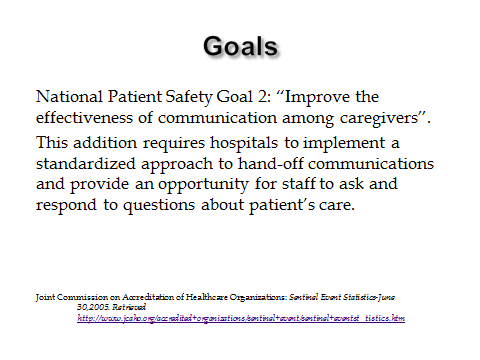 Goals
National Patient Safety Goal 2: “Improve the
effectiveness of communication among caregivers”.
This addition requires hospitals to implement a
standardized approach to hand-off communications
and provide an opportunity for staff to ask and
respond to questions about patient’s care.
Joint Commission on Accreditation of Healthcare Organizations: Sentinel Event Statistics-June
30,2005. Retrieved
http://www.jcaho.org/accredited+organizations/sentinel+event/sentinel+eventst_tistics.htm